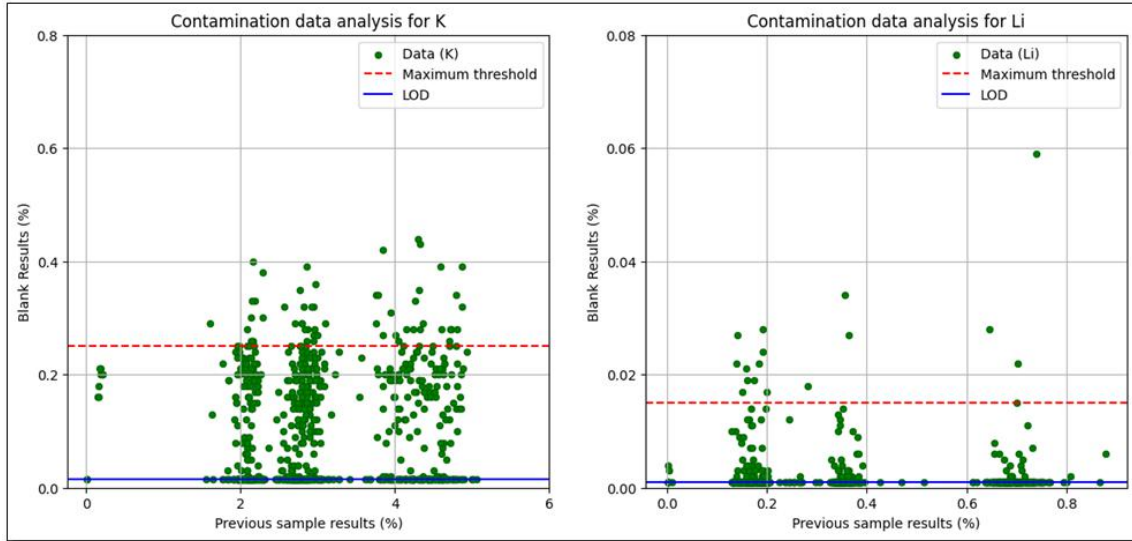 Contamination data analysis for K
0.8
0.6
0.4
0.2
0.0
Blank Results (%)
Data (K)
Maximum threshold
LOD
0
2
4
6
Previous sample results (%)
Contamination data analysis for Li
0.08
0.06
0.04
0.02
0.00
Blank Results (%)
Data (Li)
Maximum threshold
LOD
0.0
0.2
0.4
0.6
0.8
Previous sample results (%)